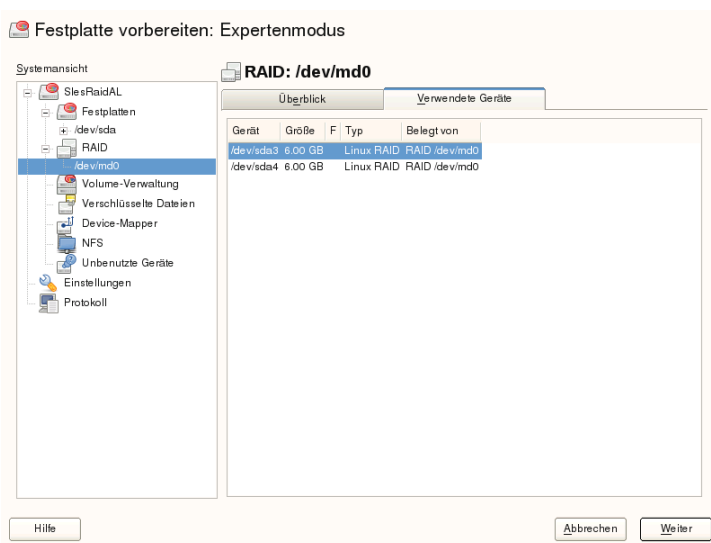 Festplatte vorbereiten: Expertenmodus
Systemansicht
SlesRaidAL
Festplatten
/dev/sda
RAID
/dev/md0
Volume-Verwaltung
Verschlüsselte Dateien
Device-Mapper
NFS
Unbenutzte Geräte
Einstellungen
Protokoll
RAID: /dev/md0
Überblick Verwendete Geräte
Gerät Größe F Typ Belegt von
/dev/sda3 6.00 GB Linux RAID RAID /dev/md0
/dev/sda4 6.00 GB Linux RAID RAID /dev/md0
Hilfe Abbrechen Weiter